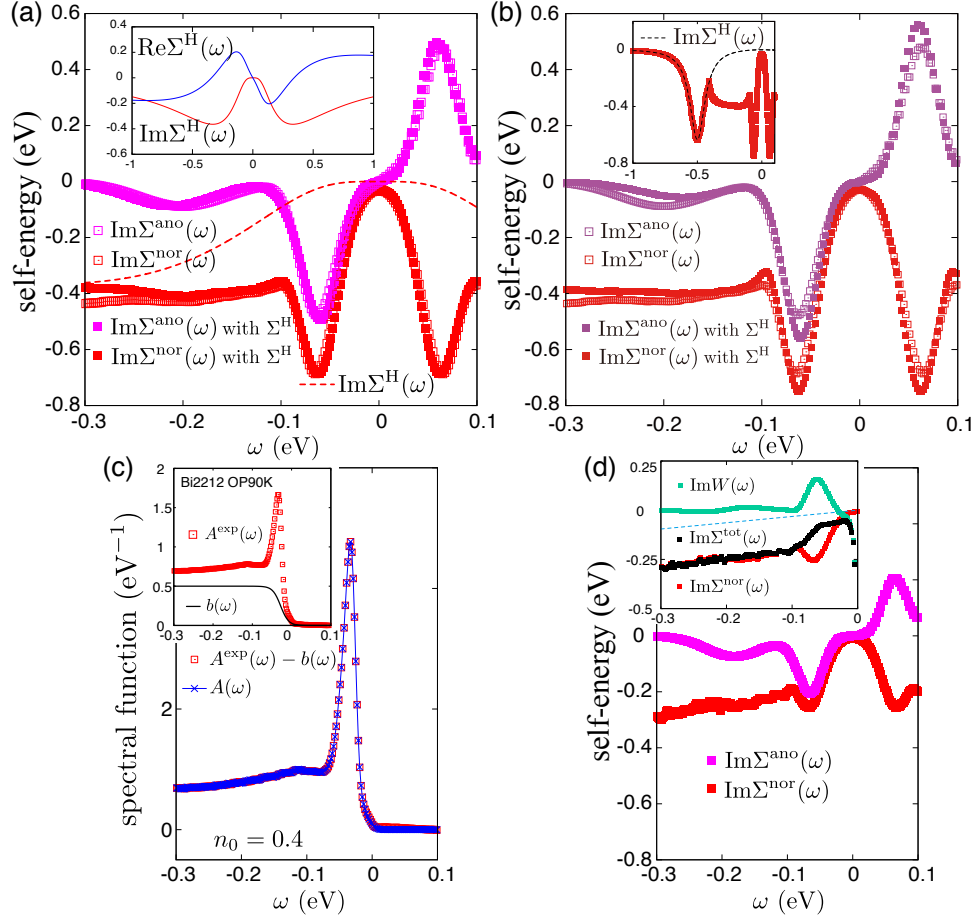 (a)
0.6
0.4
0.2
0
-0.2
-0.4
-0.6
-0.8
self-energy (eV)
-0.3
-0.2
-0.1
0
0.1
ω (eV)
0.4
0.2
0
-0.2
-0.4
-0.6
-1
-0.5
0
0.5
1
ReΣ^H(ω)
ImΣ^H(ω)
ImΣ^ano(ω)
ImΣ^nor(ω)
ImΣ^ano(ω) with Σ^H
ImΣ^nor(ω) with Σ^H
ImΣ^H(ω)
(b)
0.6
0.4
0.2
0
-0.2
-0.4
-0.6
-0.8
self-energy (eV)
-0.3
-0.2
-0.1
0
0.1
ω (eV)
ImΣ^H(ω)
0
-0.4
-0.8
-1
-0.5
0
ImΣ^ano(ω)
ImΣ^nor(ω)
ImΣ^ano(ω) with Σ^H
ImΣ^nor(ω) with Σ^H
(c)
spectral function (eV⁻¹)
2
0
-0.3
-0.2
-0.1
0
0.1
ω (eV)
Bi2212 OP90K
2
1.5
1
0.5
0
-0.3
-0.2
-0.1
0
0.1
A^exp(ω)
b(ω)
A^exp(ω) − b(ω)
A(ω)
n₀ = 0.4
(d)
self-energy (eV)
0
-0.2
-0.4
-0.6
-0.8
-0.3
-0.2
-0.1
0
0.1
ω (eV)
0.25
0
-0.25
-0.5
-0.3
-0.2
-0.1
0
ImW(ω)
ImΣ^tot(ω)
ImΣ^nor(ω)
ImΣ^ano(ω)
ImΣ^nor(ω)